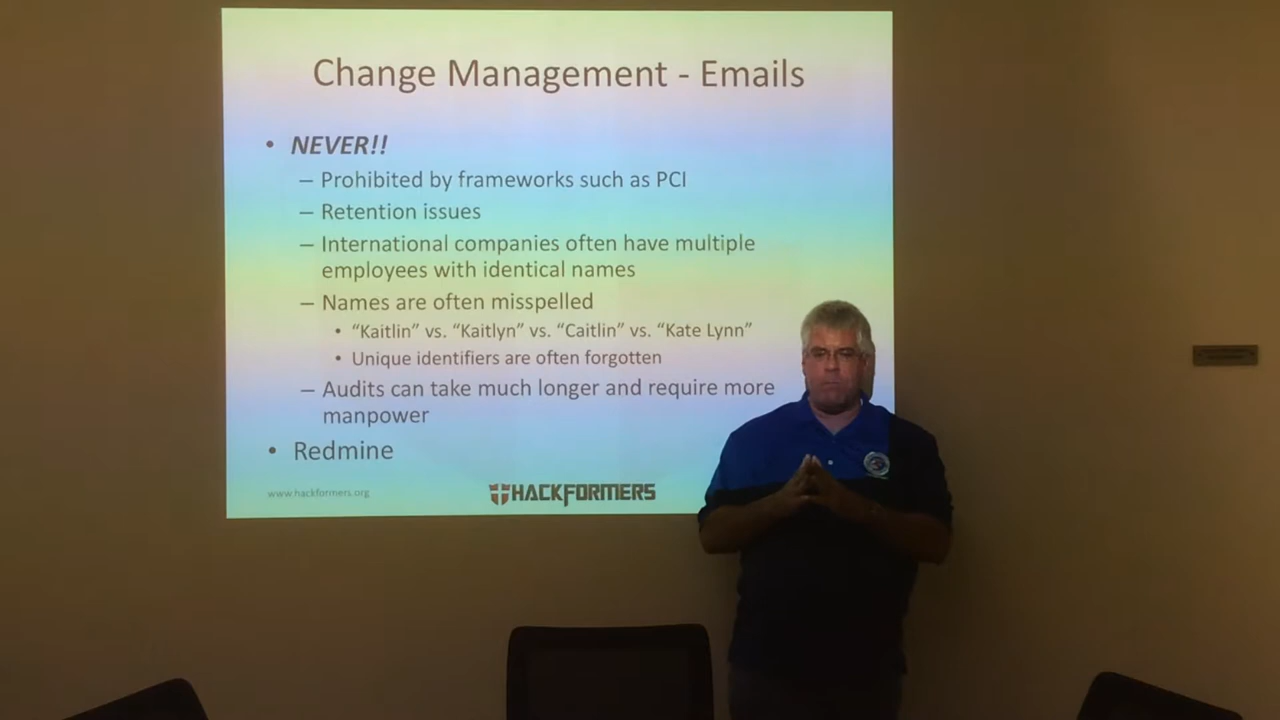 Change Management - Emails
• NEVER!!
– Prohibited by frameworks such as PCI
– Retention issues
– International companies often have multiple
employees with identical names
– Names are often misspelled
• “Kaitlin” vs. “Kaitlyn” vs. “Caitlin” vs. “Kate Lynn”
• Unique identifiers are often forgotten
– Audits can take much longer and require more
manpower
• Redmine
www.hackformers.org
HACKFORMERS